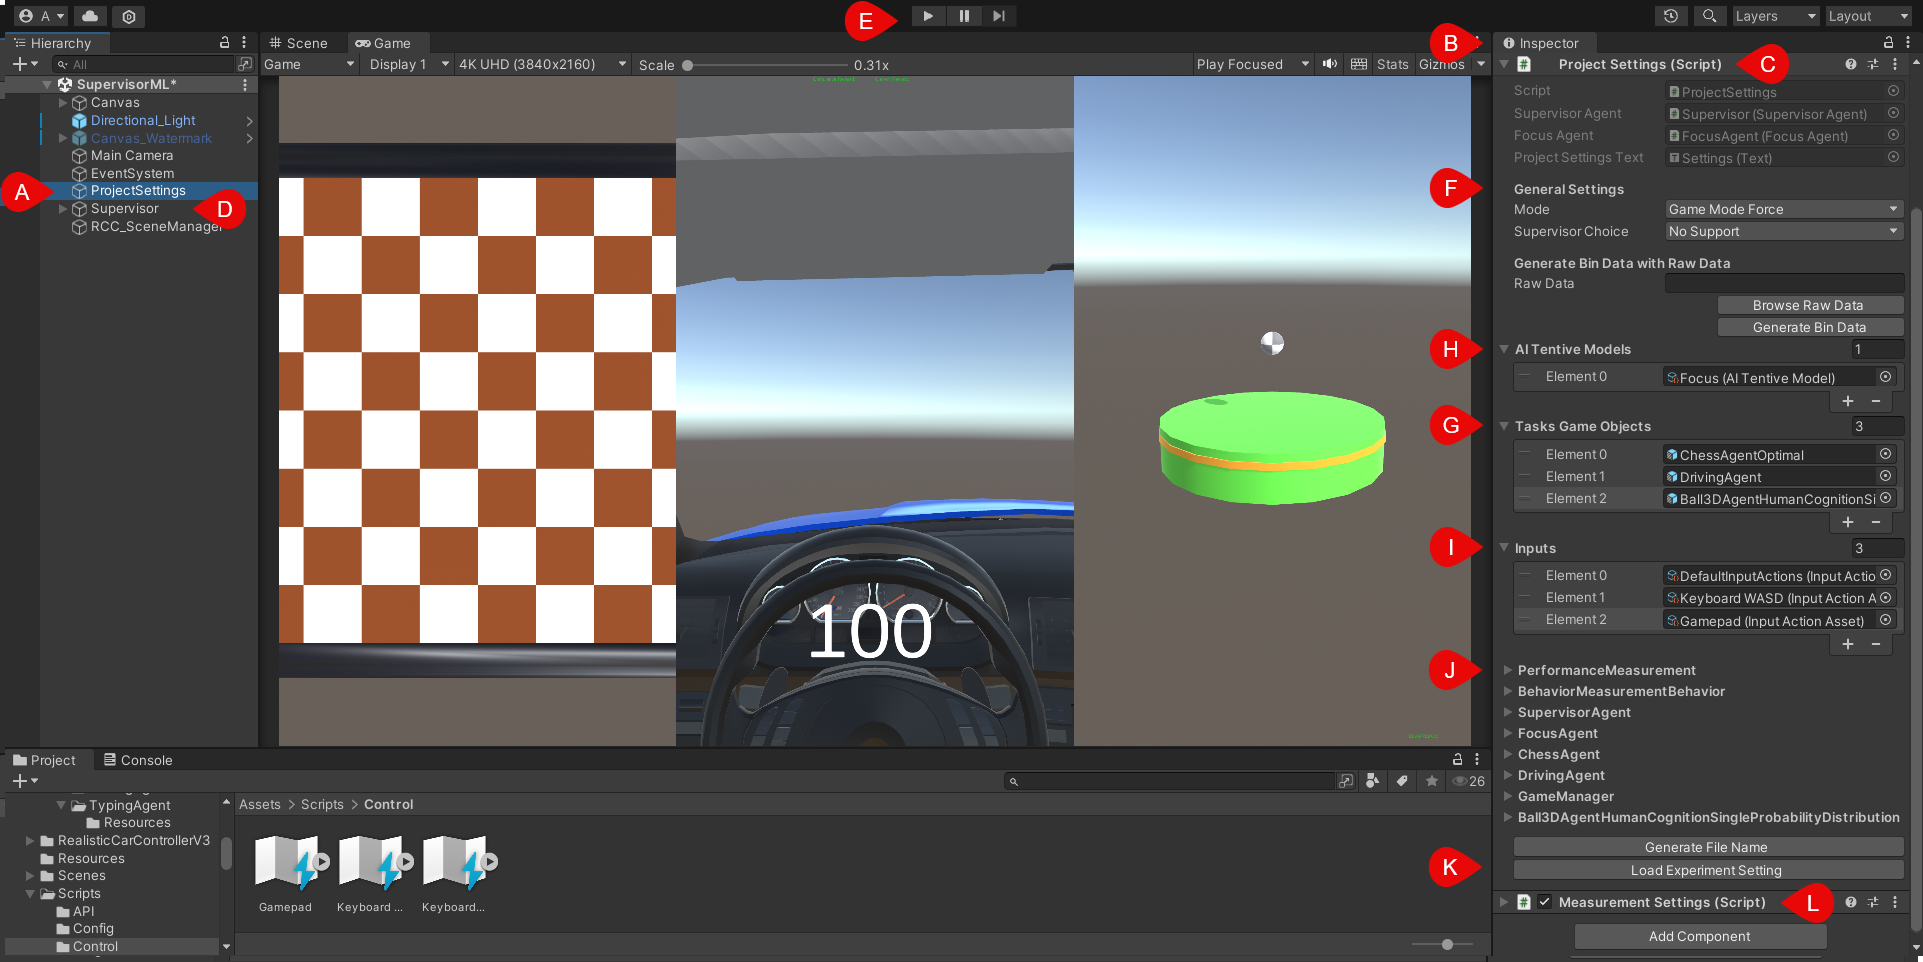 A
E
Layers
Layout
Hierarchy
Scene
Game
B
Inspector
All
Game
Display 1
4K UHD (3840x2160)
Scale
0.31x
Play Focused
Stats
Gizmos
Project Settings (Script)
C
SupervisorML*
Canvas
Directional_Light
Canvas_Watermark
Main Camera
EventSystem
A
ProjectSettings
Supervisor
D
RCC_SceneManager
100
Script
ProjectSettings
Supervisor Agent
Supervisor (Supervisor Agent)
Focus Agent
FocusAgent (Focus Agent)
Project Settings Text
Settings (Text)
F
General Settings
Mode
Game Mode Force
Supervisor Choice
No Support
Generate Bin Data with Raw Data
Raw Data
Browse Raw Data
Generate Bin Data
H
AI Tentive Models
1
Element 0
Focus (AI Tentive Model)
G
Tasks Game Objects
3
Element 0
ChessAgentOptimal
Element 1
DrivingAgent
Element 2
Ball3DAgentHumanCognitionSi
I
Inputs
3
Element 0
DefaultInputActions (Input Actio
Element 1
Keyboard WASD (Input Action A
Element 2
Gamepad (Input Action Asset)
J
PerformanceMeasurement
BehaviorMeasurementBehavior
SupervisorAgent
FocusAgent
ChessAgent
DrivingAgent
GameManager
Ball3DAgentHumanCognitionSingleProbabilityDistribution
Generate File Name
K
Load Experiment Setting
Measurement Settings (Script)
L
Add Component
Project
Console
26
TypingAgent
Resources
RealisticCarControllerV3
Resources
Scenes
Scripts
API
Config
Control
Assets > Scripts > Control
Gamepad
Keyboard ...
Keyboard...